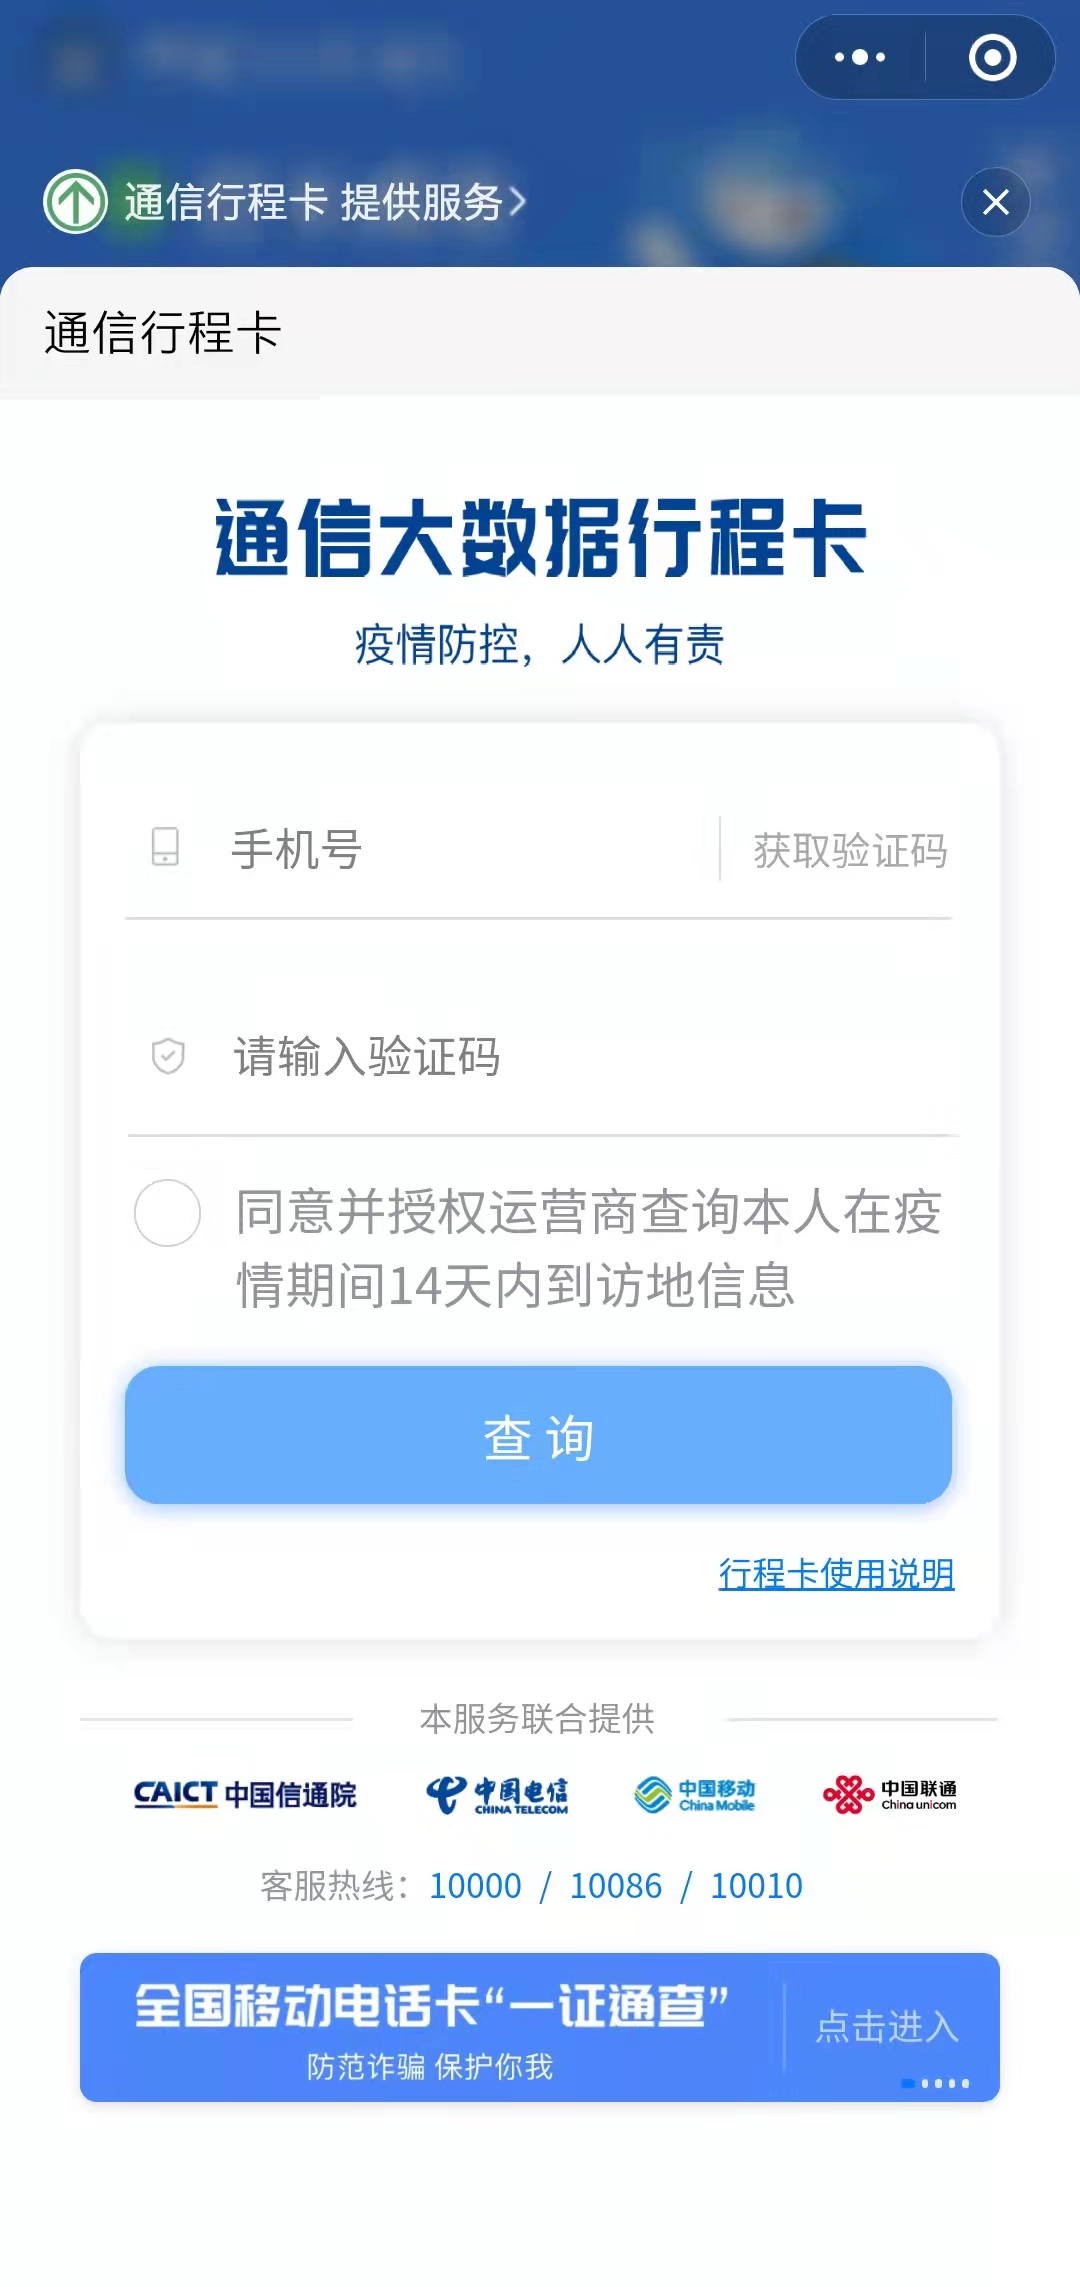 通信行程卡 提供服务
通信行程卡
通信大数据行程卡
疫情防控，人人有责
手机号
获取验证码
请输入验证码
同意并授权运营商查询本人在疫
情期间14天内到访地信息
查询
行程卡使用说明
本服务联合提供
CAICT 中国信通院
中国电信
CHINA TELECOM
中国移动
China Mobile
中国联通
China unicom
客服热线：10000 / 10086 / 10010
全国移动电话卡“一证通查”
防范诈骗 保护你我
点击进入